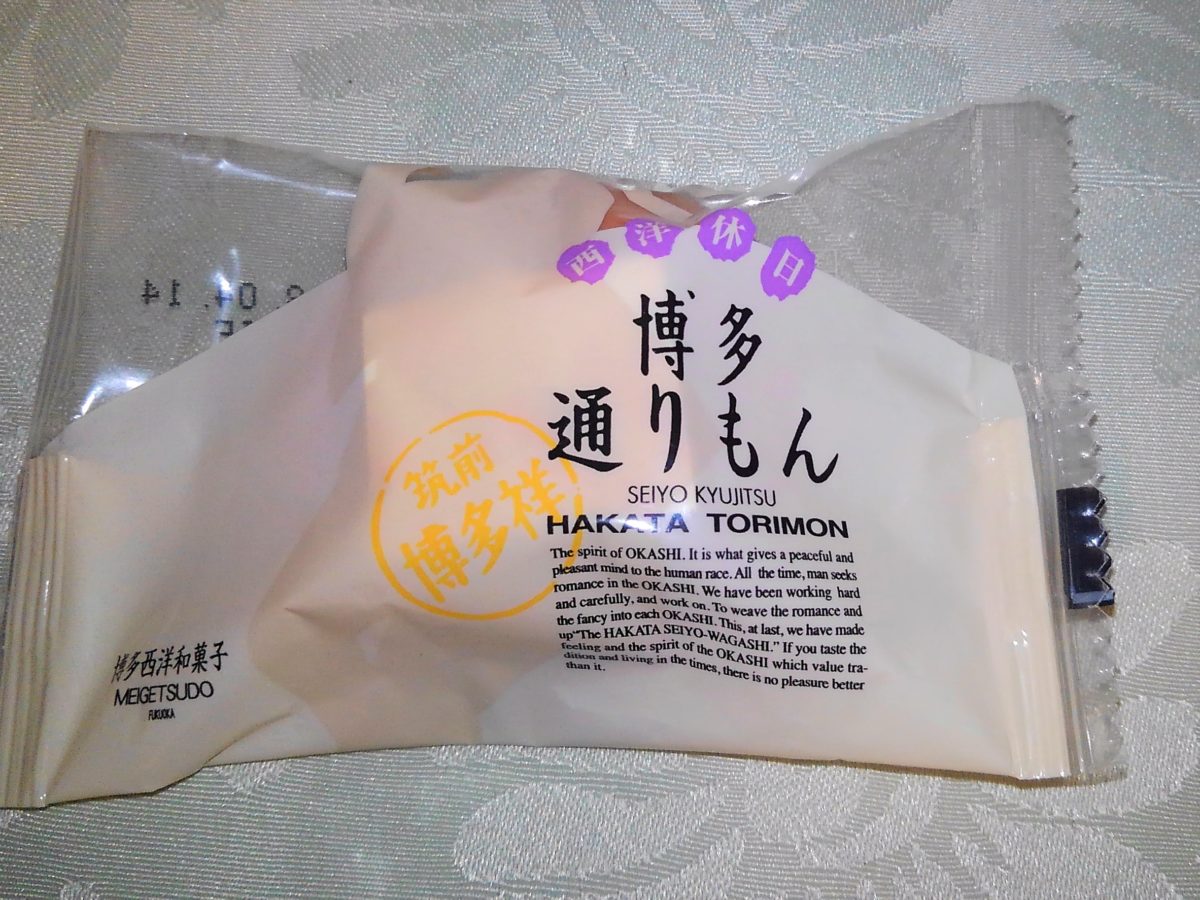 西洋休日
博多
通りもん
SEIYO KYUJITSU
HAKATA TORIMON
The spirit of OKASHI. It is what gives a peaceful and
pleasant mind to the human race. All the time, man seeks
romance in the OKASHI. We have been working hard
and carefully, and work on. To weave the romance and
the fancy into each OKASHI. This, at last, we have made
up "The HAKATA SEIYO-WAGASHI." If you taste the
feeling and the spirit of the OKASHI which value tra-
dition and living in the times, there is no pleasure better
than it.
筑前
博多祥
博多西洋和菓子
MEIGETSUDO
FUKUOKA
04.14